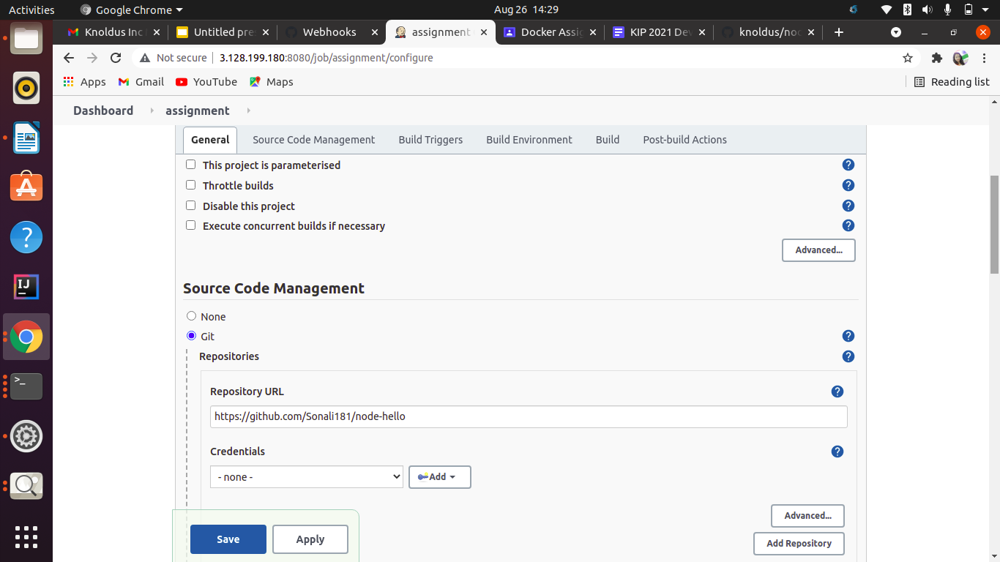 Activities Google Chrome Aug 26 14:29
Knoldus Inc Untitled pre Webhooks assignment Docker Assig KIP 2021 Dev knoldus/noc
Not secure 3.128.199.180:8080/job/assignment/configure
Apps Gmail YouTube Maps Reading list
Dashboard assignment
General Source Code Management Build Triggers Build Environment Build Post-build Actions
This project is parameterised
Throttle builds
Disable this project
Execute concurrent builds if necessary
Advanced...
Source Code Management
None
Git
Repositories
Repository URL
https://github.com/Sonali181/node-hello
Credentials
- none - Add
Advanced...
Save Apply Add Repository